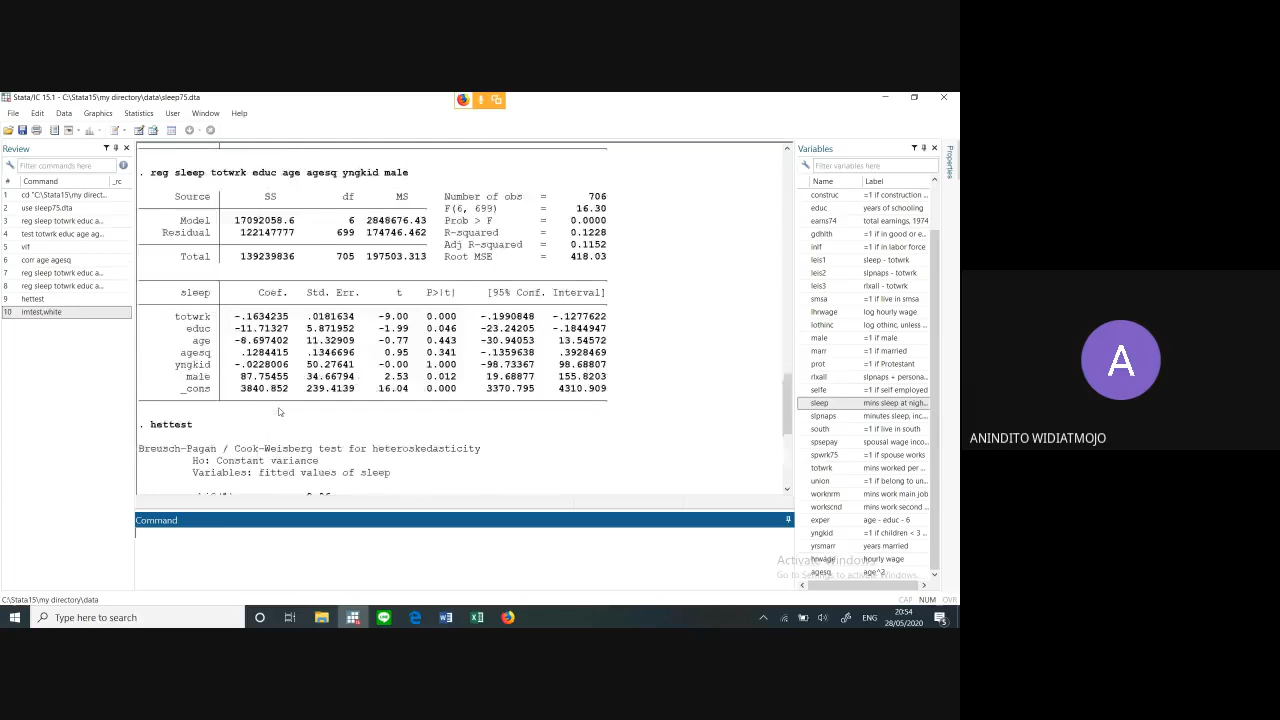 Stata/IC 15.1 - C:\Stata15\my directory\data\sleep75.dta
File Edit Data Graphics Statistics User Window Help
Review
Filter commands here
# Command _rc
1 cd "C:\Stata15\my direct...
2 use sleep75.dta
3 reg sleep totwrk educ a...
4 test totwrk educ age ag...
5 vif
6 corr age agesq
7 reg sleep totwrk educ a...
8 reg sleep totwrk educ a...
9 hettest
10 imtest,white
. reg sleep totwrk educ age agesq yngkid male
Source SS df MS Number of obs = 706
F(6, 699) = 16.30
Model 17092058.6 6 2848676.43 Prob > F = 0.0000
Residual 122147777 699 174746.462 R-squared = 0.1228
Adj R-squared = 0.1152
Total 139239836 705 197503.313 Root MSE = 418.03
sleep Coef. Std. Err. t P>|t| [95% Conf. Interval]
totwrk -.1634235 .0181634 -9.00 0.000 -.1990848 -.1277622
educ -11.71327 5.871952 -1.99 0.046 -23.24205 -.1844947
age -8.697402 11.32909 -0.77 0.443 -30.94053 13.54572
agesq .1284415 .1346696 0.95 0.341 -.1359638 .3928469
yngkid -.0228006 50.27641 -0.00 1.000 -98.73367 98.68807
male 87.75455 34.66794 2.53 0.012 19.68877 155.8203
_cons 3840.852 239.4139 16.04 0.000 3370.795 4310.909
. hettest
Breusch-Pagan / Cook-Weisberg test for heteroskedasticity
Ho: Constant variance
Variables: fitted values of sleep
Command
Variables
Filter variables here
Name Label
construc =1 if construction ...
educ years of schooling
earns74 total earnings, 1974
gdhlth =1 if in good or e...
inlf =1 if in labor force
leis1 sleep - totwrk
leis2 slpnaps - totwrk
leis3 rlxall - totwrk
smsa =1 if live in smsa
lhrwage log hourly wage
lothinc log othinc, unless ...
male =1 if male
marr =1 if married
prot =1 if Protestant
rlxall slpnaps + persona...
selfe =1 if self employed
sleep mins sleep at nigh...
slpnaps minutes sleep, inc...
south =1 if live in south
spsepay spousal wage inco...
spwrk75 =1 if spouse works
totwrk mins worked per ...
union =1 if belong to un...
worknrm mins work main job
workscnd mins work second ...
exper age - educ - 6
yngkid =1 if children < 3 ...
yrsmarr years married
hrwage hourly wage
agesq age^2
Properties
Activate Windows
Go to Settings to activate Windows.
C:\Stata15\my directory\data
CAP NUM OVR
Type here to search
ENG
20:54
28/05/2020
5
A
ANINDITO WIDIATMOJO